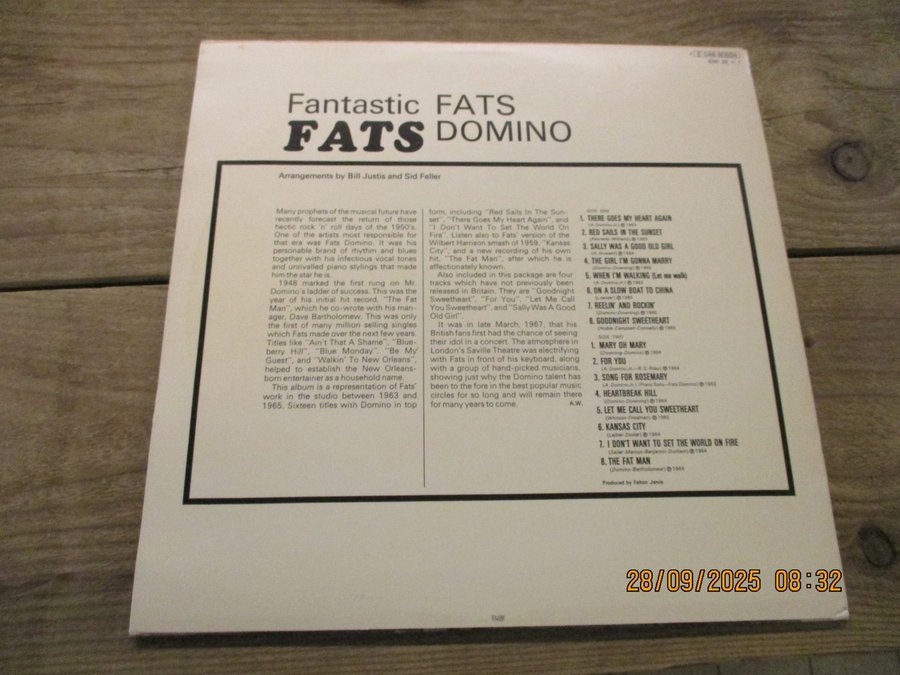 Fantastic FATS
FATS DOMINO
Arrangements by Bill Justis and Sid Feller
Many prophets of the musical future have
recently forecast the return of those
hectic rock 'n' roll days of the 1950's.
One of the artists most responsible for
that era was Fats Domino. It was his
personable brand of rhythm and blues
together with his infectious vocal tones
and unrivalled piano stylings that made
him the star he is.
1948 marked the first rung on Mr.
Domino's ladder of success. This was the
year of his initial hit record, "The Fat
Man", which he co-wrote with his man-
ager, Dave Bartholomew. This was only
the first of many million selling singles
which Fats made over the next few years.
Titles like "Ain't That A Shame", "Blue-
berry Hill", "Blue Monday", "Be My
Guest", and "Walkin' To New Orleans",
helped to establish the New Orleans-
born entertainer as a household name.
This album is a representation of Fats'
work in the studio between 1963 and
1965. Sixteen titles with Domino in top
form, including "Red Sails In The Sun-
set", "There Goes My Heart Again", and
"I Don't Want To Set The World On
Fire". Listen also to Fats' version of the
Wilbert Harrison smash of 1959, "Kansas
City", and a new recording of his own
hit, "The Fat Man", after which he is
affectionately known.
Also included in this package are four
tracks which have not previously been
released in Britain. They are "Goodnight
Sweetheart", "For You", "Let Me Call
You Sweetheart", and "Sally Was A Good
Old Girl".
It was in late March, 1967, that his
British fans first had the chance of seeing
their idol in concert. The atmosphere in
London's Saville Theatre was electrifying
with Fats in front of his keyboard, along
with a group of hand-picked musicians,
showing just why the Domino talent has
been to the fore in the best popular music
circles for so long and will remain there
for many years to come. A.W.
SIDE ONE
1. THERE GOES MY HEART AGAIN
2. RED SAILS IN THE SUNSET
3. SALLY WAS A GOOD OLD GIRL
4. THE GIRL I'M GONNA MARRY
5. WHEN I'M WALKING (Let me walk)
6. ON A SLOW BOAT TO CHINA
7. REELIN' AND ROCKIN'
8. GOODNIGHT SWEETHEART
SIDE TWO
1. MARY OH MARY
2. FOR YOU
3. SONG FOR ROSEMARY
4. HEARTBREAK HILL
5. LET ME CALL YOU SWEETHEART
6. KANSAS CITY
7. I DON'T WANT TO SET THE WORLD ON FIRE
8. THE FAT MAN
(Domino-Bartholomew) ℗ 1964
Produced by Felton Jarvis
28/09/2025 08:32